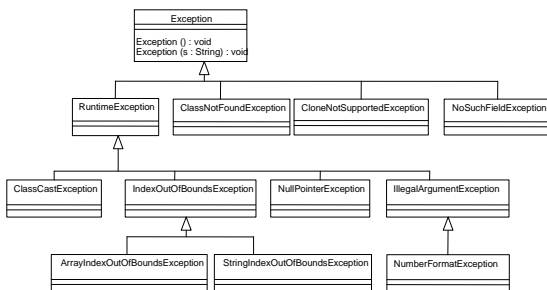 Exception
Exception () : void
Exception (s : String) : void
RuntimeException
ClassNotFoundException
CloneNotSupportedException
NoSuchFieldException
ClassCastException
IndexOutOfBoundsException
NullPointerException
IllegalArgumentException
ArrayIndexOutOfBoundsException
StringIndexOutOfBoundsException
NumberFormatException